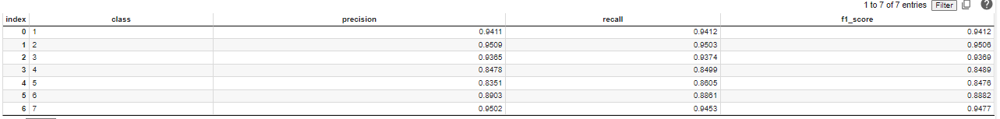 1 to 7 of 7 entries Filter
index class precision recall f1_score
0 1 0.9411 0.9412 0.9412
1 2 0.9509 0.9503 0.9506
2 3 0.9365 0.9374 0.9369
3 4 0.8478 0.8499 0.8489
4 5 0.8351 0.8605 0.8476
5 6 0.8903 0.8861 0.8882
6 7 0.9502 0.9453 0.9477